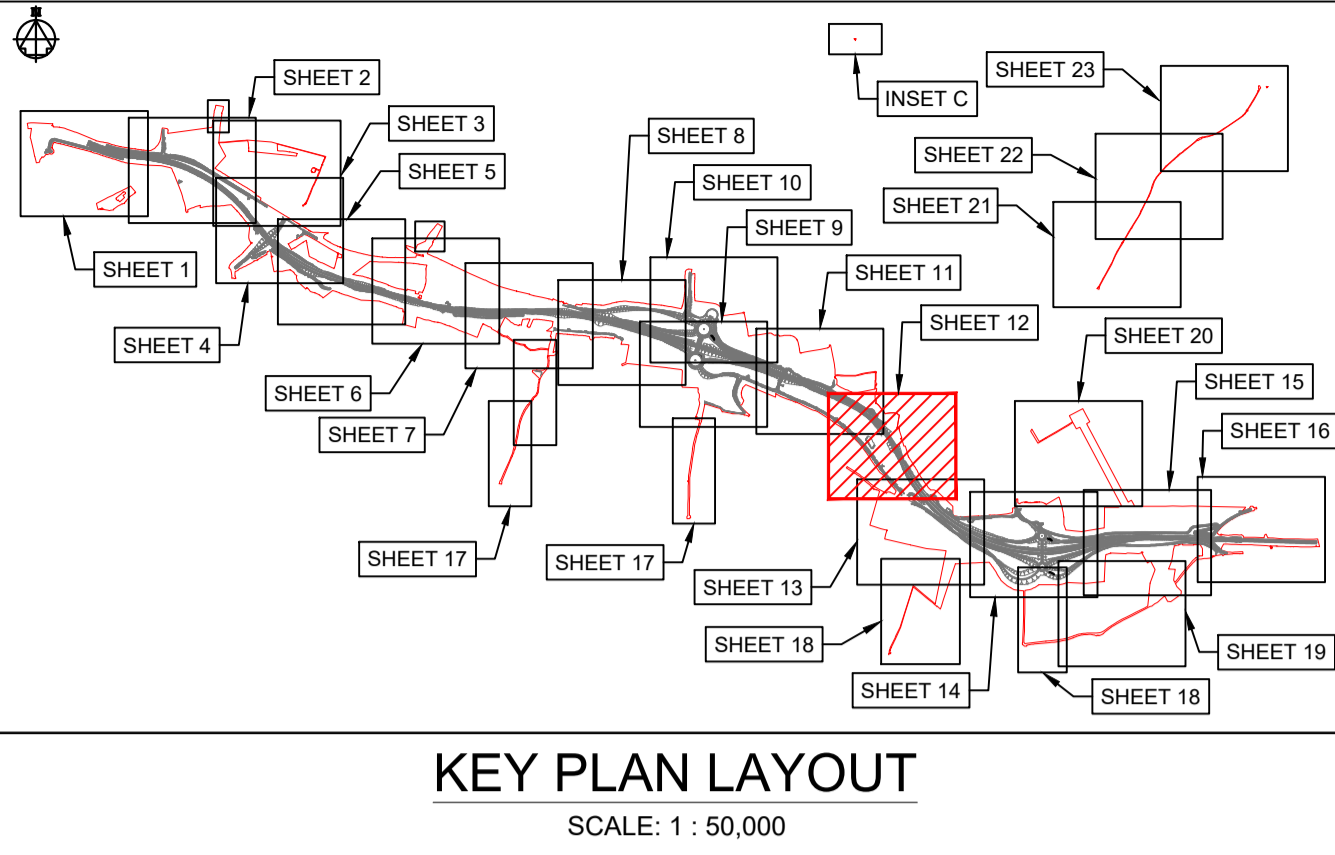 SHEET 2
SHEET 3
SHEET 5
SHEET 8
SHEET 10
SHEET 9
SHEET 11
SHEET 12
INSET C
SHEET 23
SHEET 22
SHEET 21
SHEET 20
SHEET 15
SHEET 16
SHEET 1
SHEET 4
SHEET 6
SHEET 7
SHEET 17
SHEET 17
SHEET 13
SHEET 18
SHEET 14
SHEET 18
SHEET 19
KEY PLAN LAYOUT
SCALE: 1 : 50,000